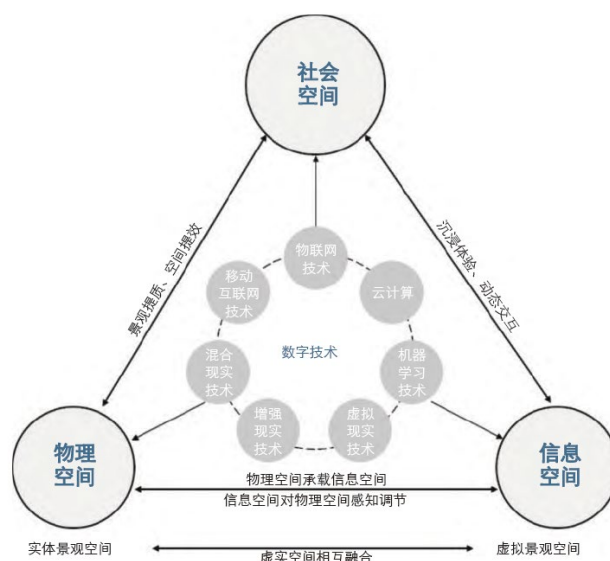 社会
空间
景观提质、空间提效
沉浸体验、动态交互
物联网
技术
移动
互联网
技术
云计算
数字技术
混合
现实
技术
机器
学习
技术
增强
现实
技术
虚拟
现实
技术
物理
空间
信息
空间
物理空间承载信息空间
信息空间对物理空间感知调节
实体景观空间
虚拟景观空间
虚实空间相互融合